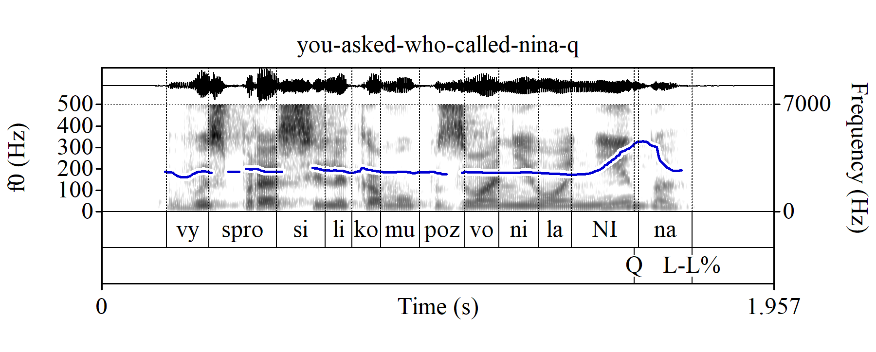 you-asked-who-called-nina-q
500
400
300
200
100
0
f0 (Hz)
7000
0
Frequency (Hz)
vy spro si li ko mu poz vo ni la NI na
Q L-L%
0 Time (s) 1.957